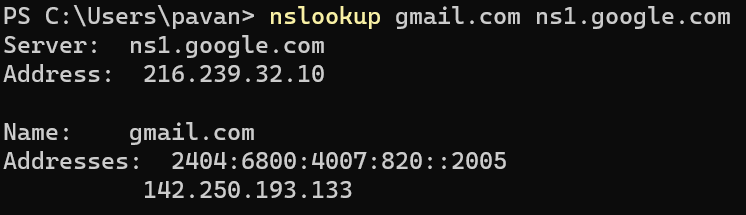 PS C:\Users\pavan> nslookup gmail.com ns1.google.com
Server:  ns1.google.com
Address:  216.239.32.10

Name:    gmail.com
Addresses:  2404:6800:4007:820::2005
          142.250.193.133